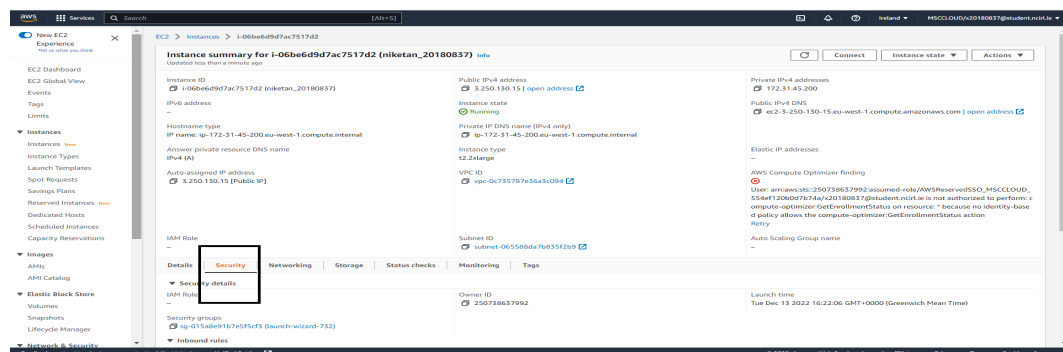 aws Services Search [Alt+S] Ireland ▼ MSCCLOUD/x20180837@student.ncirl.ie ▼
New EC2 Experience
Tell us what you think
EC2 Dashboard
EC2 Global View
Events
Tags
Limits
Instances
Instances New
Instance Types
Launch Templates
Spot Requests
Savings Plans
Reserved Instances New
Dedicated Hosts
Scheduled Instances
Capacity Reservations
Images
AMIs
AMI Catalog
Elastic Block Store
Volumes
Snapshots
Lifecycle Manager
Network & Security
EC2 > Instances > i-06be6d9d7ac7517d2
Instance summary for i-06be6d9d7ac7517d2 (niketan_20180837) Info
Updated less than a minute ago
Connect Instance state ▼ Actions ▼
Instance ID
i-06be6d9d7ac7517d2 (niketan_20180837)
Public IPv4 address
3.250.130.15 | open address
Private IPv4 addresses
172.31.45.200
IPv6 address
–
Instance state
Running
Public IPv4 DNS
ec2-3-250-130-15.eu-west-1.compute.amazonaws.com | open address
Hostname type
IP name: ip-172-31-45-200.eu-west-1.compute.internal
Private IP DNS name (IPv4 only)
ip-172-31-45-200.eu-west-1.compute.internal
Answer private resource DNS name
IPv4 (A)
Instance type
t2.2xlarge
Elastic IP addresses
–
Auto-assigned IP address
3.250.130.15 [Public IP]
VPC ID
vpc-0c735787e36a3c094
AWS Compute Optimizer finding
User: arn:aws:sts::250738637992:assumed-role/AWSReservedSSO_MSCCLOUD_
554ef120b0d7b74a/x20180837@student.ncirl.ie is not authorized to perform: c
ompute-optimizer:GetEnrollmentStatus on resource: * because no identity-base
d policy allows the compute-optimizer:GetEnrollmentStatus action
Retry
IAM Role
–
Subnet ID
subnet-065588da7b835f2b9
Auto Scaling Group name
–
Details Security Networking Storage Status checks Monitoring Tags
▼ Security details
IAM Role
–
Owner ID
250738637992
Launch time
Tue Dec 13 2022 16:22:06 GMT+0000 (Greenwich Mean Time)
Security groups
sg-015a8e91b7e5f5cf3 (launch-wizard-732)
▼ Inbound rules